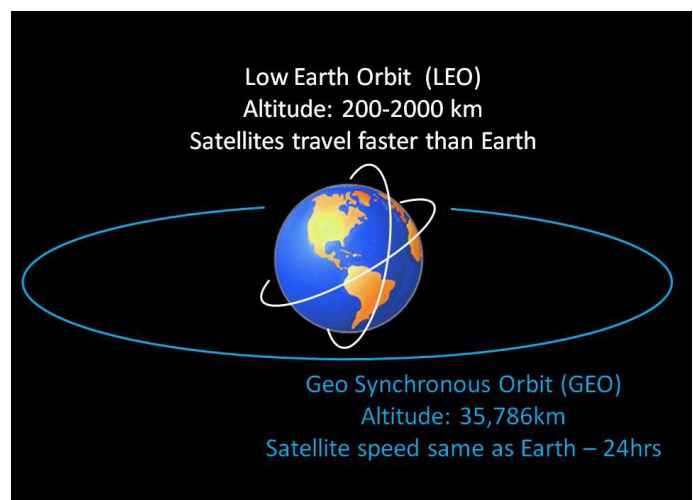 Low Earth Orbit (LEO)
Altitude: 200-2000 km
Satellites travel faster than Earth
Geo Synchronous Orbit (GEO)
Altitude: 35,786km
Satellite speed same as Earth – 24hrs